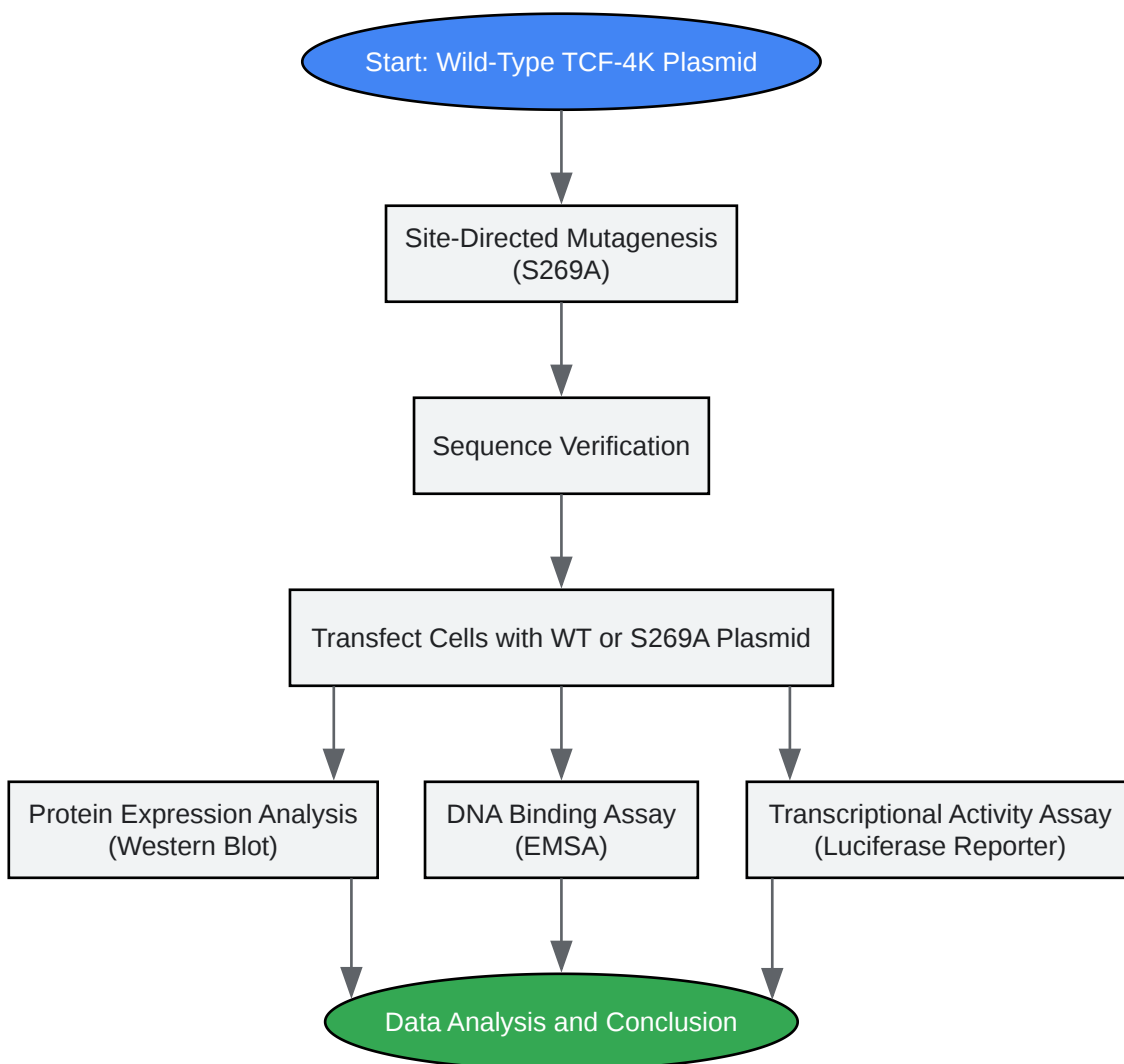 Start: Wild-Type TCF-4K Plasmid
Site-Directed Mutagenesis
(S269A)
Sequence Verification
Transfect Cells with WT or S269A Plasmid
Protein Expression Analysis
(Western Blot)
DNA Binding Assay
(EMSA)
Transcriptional Activity Assay
(Luciferase Reporter)
Data Analysis and Conclusion